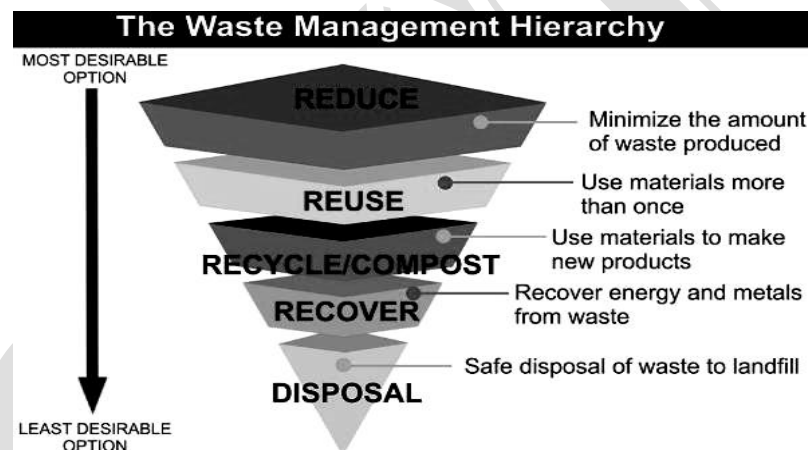 The Waste Management Hierarchy
MOST DESIRABLE
OPTION
REDUCE
Minimize the amount
of waste produced
REUSE
Use materials more
than once
RECYCLE/COMPOST
Use materials to make
new products
RECOVER
Recover energy and metals
from waste
DISPOSAL
Safe disposal of waste to landfill
LEAST DESIRABLE
OPTION